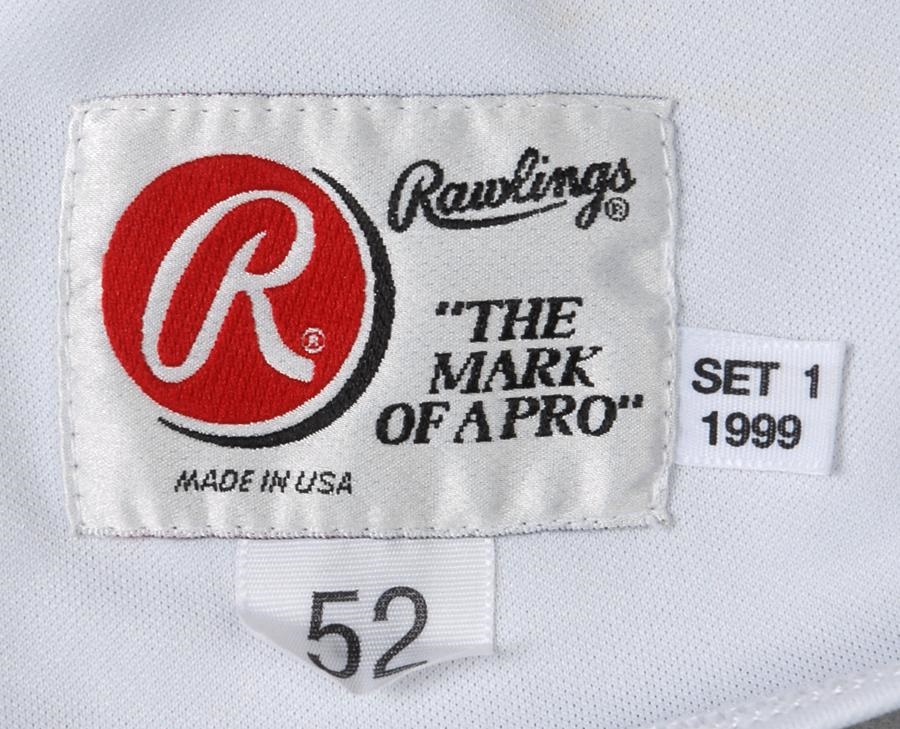 Rawlings®
R®
"THE
MARK
OF A PRO"
MADE IN USA
SET 1
1999
52